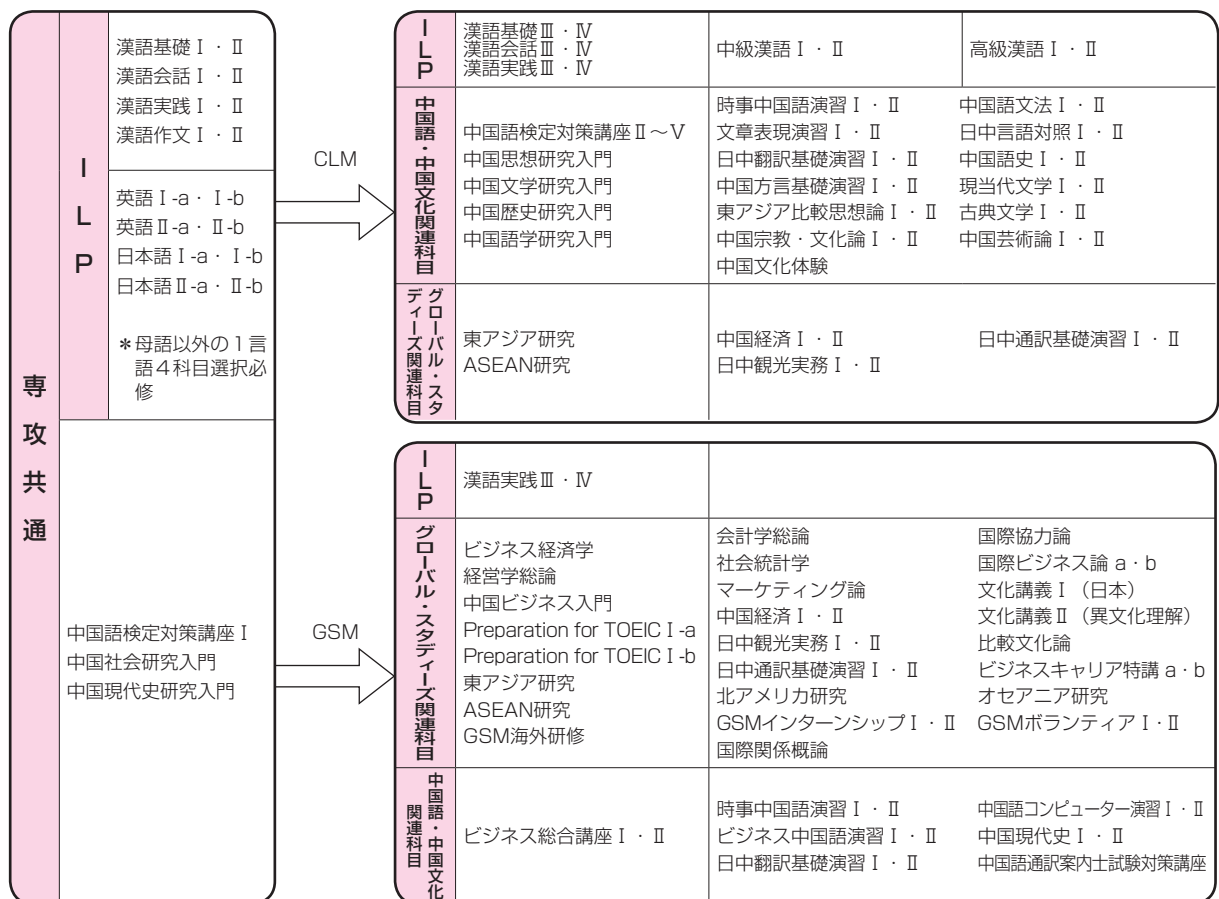 専攻共通
ILP
漢語基礎Ⅰ・Ⅱ
漢語会話Ⅰ・Ⅱ
漢語実践Ⅰ・Ⅱ
漢語作文Ⅰ・Ⅱ
英語Ⅰ-a・Ⅰ-b
英語Ⅱ-a・Ⅱ-b
日本語Ⅰ-a・Ⅰ-b
日本語Ⅱ-a・Ⅱ-b
＊母語以外の１言
語４科目選択必
修
中国語検定対策講座Ⅰ
中国社会研究入門
中国現代史研究入門
CLM
ILP
漢語基礎Ⅲ・Ⅳ
漢語会話Ⅲ・Ⅳ
漢語実践Ⅲ・Ⅳ
中級漢語Ⅰ・Ⅱ
高級漢語Ⅰ・Ⅱ
中国語・中国文化関連科目
中国語検定対策講座Ⅱ～Ⅴ
中国思想研究入門
中国文学研究入門
中国歴史研究入門
中国語学研究入門
時事中国語演習Ⅰ・Ⅱ
文章表現演習Ⅰ・Ⅱ
日中翻訳基礎演習Ⅰ・Ⅱ
中国方言基礎演習Ⅰ・Ⅱ
東アジア比較思想論Ⅰ・Ⅱ
中国宗教・文化論Ⅰ・Ⅱ
中国文化体験
中国語文法Ⅰ・Ⅱ
日中言語対照Ⅰ・Ⅱ
中国語史Ⅰ・Ⅱ
現当代文学Ⅰ・Ⅱ
古典文学Ⅰ・Ⅱ
中国芸術論Ⅰ・Ⅱ
グローバル・スタ
ディーズ関連科目
東アジア研究
ASEAN研究
中国経済Ⅰ・Ⅱ
日中観光実務Ⅰ・Ⅱ
日中通訳基礎演習Ⅰ・Ⅱ
GSM
ILP
漢語実践Ⅲ・Ⅳ
グローバル・スタディーズ関連科目
ビジネス経済学
経営学総論
中国ビジネス入門
Preparation for TOEICⅠ-a
Preparation for TOEICⅠ-b
東アジア研究
ASEAN研究
GSM海外研修
会計学総論
社会統計学
マーケティング論
中国経済Ⅰ・Ⅱ
日中観光実務Ⅰ・Ⅱ
日中通訳基礎演習Ⅰ・Ⅱ
北アメリカ研究
GSMインターンシップⅠ・Ⅱ
国際関係概論
国際協力論
国際ビジネス論 a・b
文化講義Ⅰ（日本）
文化講義Ⅱ（異文化理解）
比較文化論
ビジネスキャリア特講 a・b
オセアニア研究
GSMボランティアⅠ・Ⅱ
中国語・中国文化
関連科目
ビジネス総合講座Ⅰ・Ⅱ
時事中国語演習Ⅰ・Ⅱ
ビジネス中国語演習Ⅰ・Ⅱ
日中翻訳基礎演習Ⅰ・Ⅱ
中国語コンピューター演習Ⅰ・Ⅱ
中国現代史Ⅰ・Ⅱ
中国語通訳案内士試験対策講座